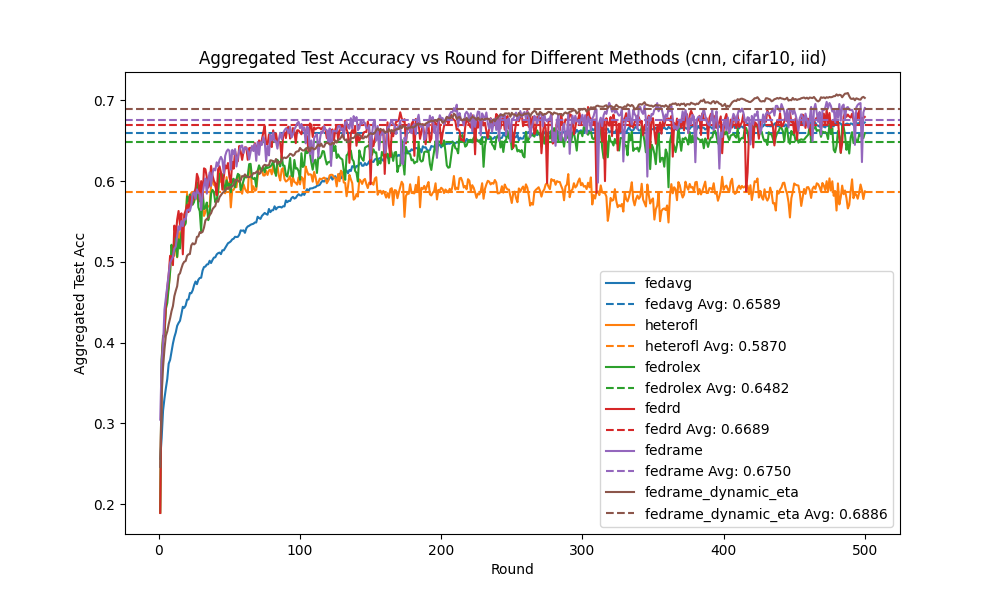 Aggregated Test Accuracy vs Round for Different Methods (cnn, cifar10, iid)
Aggregated Test Acc
0.7
0.6
0.5
0.4
0.3
0.2
0
100
200
300
400
500
Round
fedavg
fedavg Avg: 0.6589
heterofl
heterofl Avg: 0.5870
fedrolex
fedrolex Avg: 0.6482
fedrd
fedrd Avg: 0.6689
fedrame
fedrame Avg: 0.6750
fedrame_dynamic_eta
fedrame_dynamic_eta Avg: 0.6886